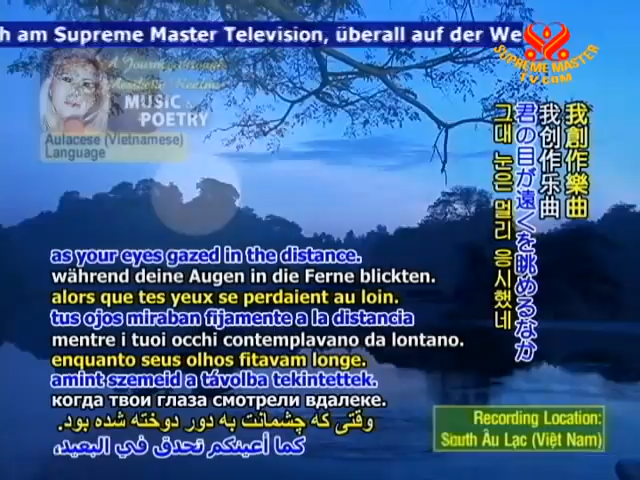 h am Supreme Master Television, überall auf der We
SUPREME MASTER
TV.COM
A Journey through
Aesthetic Realms
MUSIC &
POETRY
Aulacese (Vietnamese)
Language
我創作樂曲
我创作乐曲
君の目が遠くを眺めるなか
그대 눈은 멀리 응시했네
as your eyes gazed in the distance.
während deine Augen in die Ferne blickten.
alors que tes yeux se perdaient au loin.
tus ojos miraban fijamente a la distancia
mentre i tuoi occhi contemplavano da lontano.
enquanto seus olhos fitavam longe.
amint szemeid a távolba tekintettek.
когда твои глаза смотрели вдалеке.
وقتی که چشمانت به دور دوخته شده بود.
كما أعينكم تحدق في البعيد،
Recording Location:
South Âu Lạc (Việt Nam)